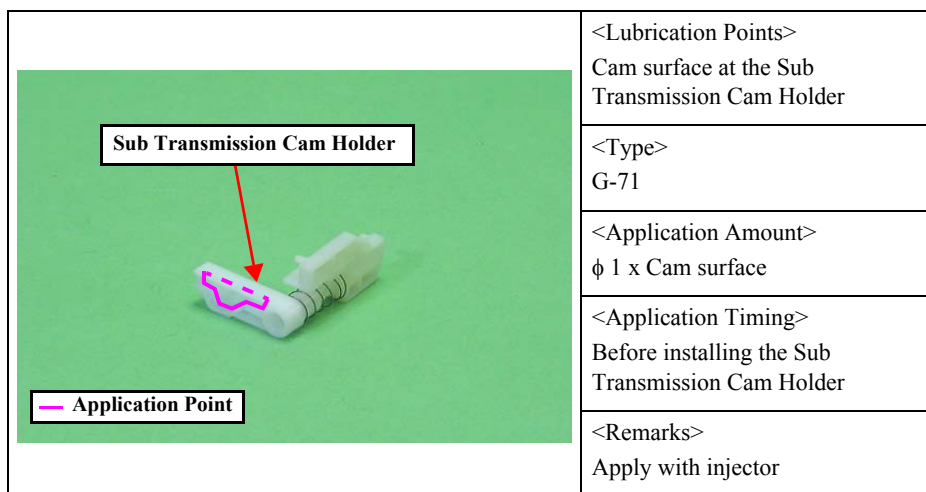 Sub Transmission Cam Holder
Application Point
<Lubrication Points>
Cam surface at the Sub
Transmission Cam Holder
<Type>
G-71
<Application Amount>
ϕ 1 x Cam surface
<Application Timing>
Before installing the Sub
Transmission Cam Holder
<Remarks>
Apply with injector